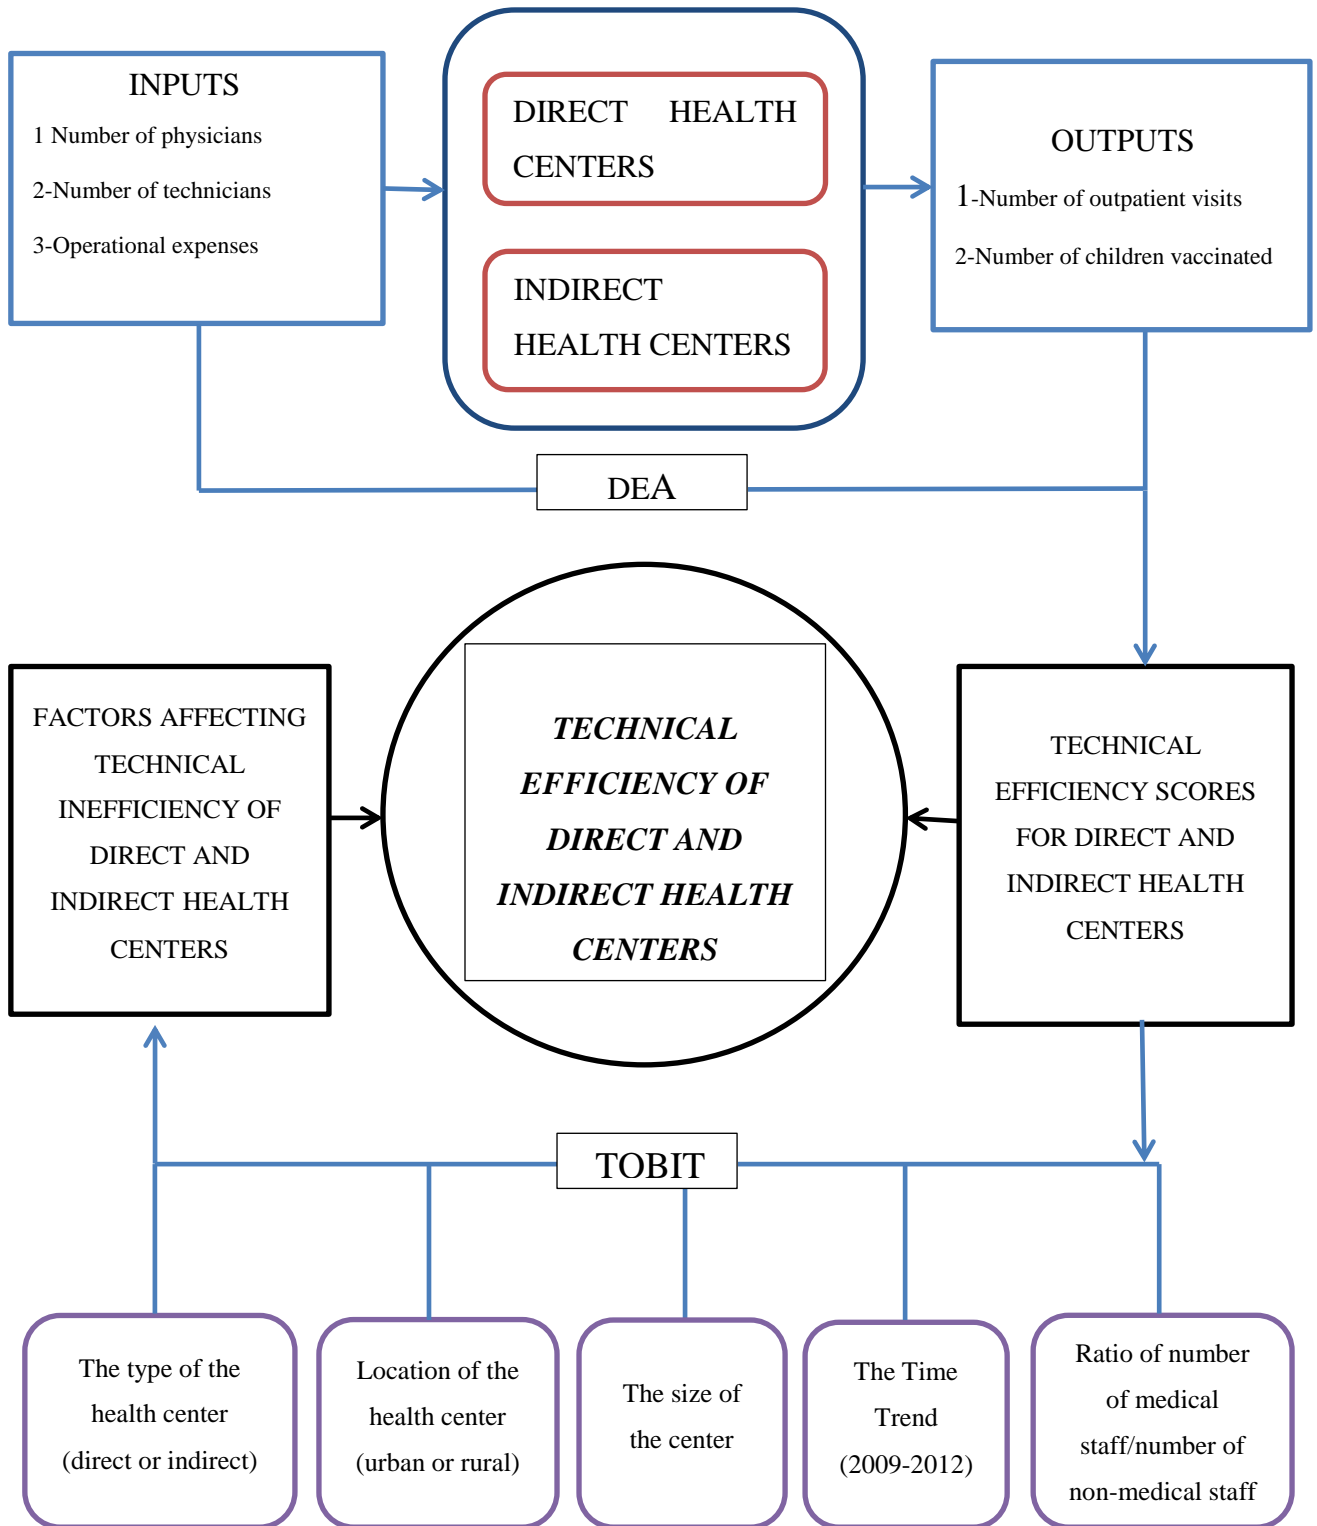 INPUTS
1 Number of physicians
2-Number of technicians
3-Operational expenses
DIRECT HEALTH
CENTERS
INDIRECT
HEALTH CENTERS
OUTPUTS
1-Number of outpatient visits
2-Number of children vaccinated
DEA
FACTORS AFFECTING
TECHNICAL
INEFFICIENCY OF
DIRECT AND
INDIRECT HEALTH
CENTERS
TECHNICAL
EFFICIENCY OF
DIRECT AND
INDIRECT HEALTH
CENTERS
TECHNICAL
EFFICIENCY SCORES
FOR DIRECT AND
INDIRECT HEALTH
CENTERS
TOBIT
The type of the
health center
(direct or indirect)
Location of the
health center
(urban or rural)
The size of
the center
The Time
Trend
(2009-2012)
Ratio of number
of medical
staff/number of
non-medical staff